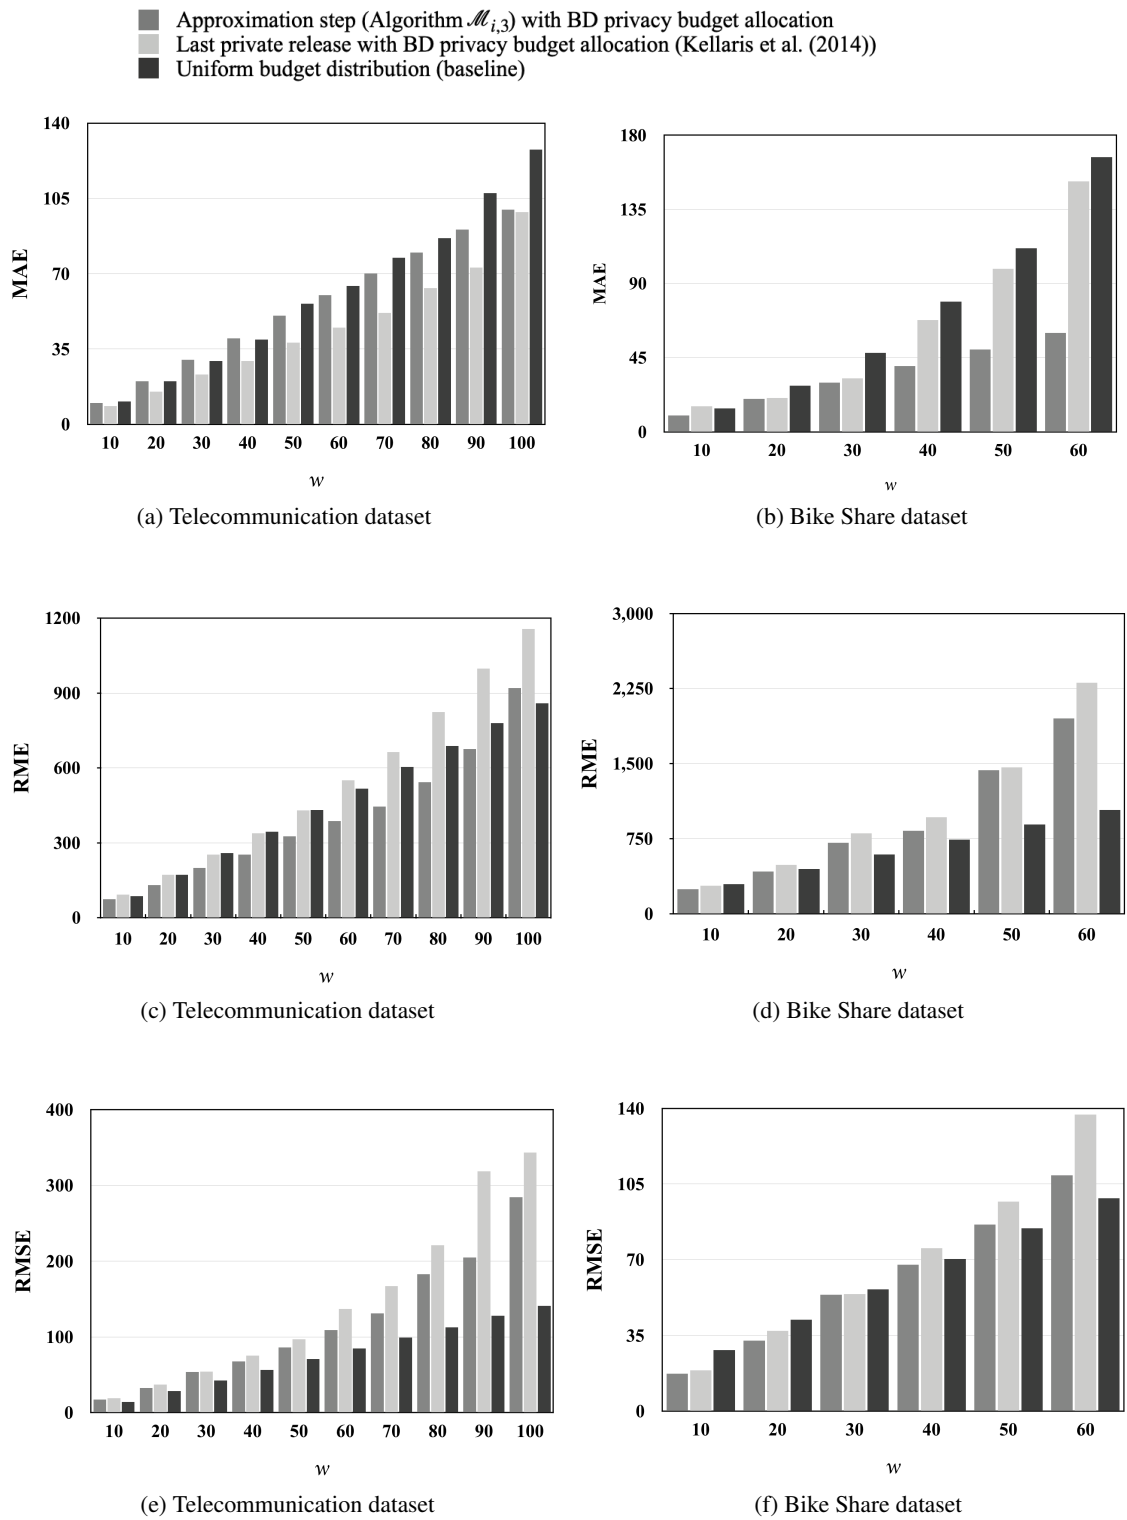 Approximation step (Algorithm ℳi,3) with BD privacy budget allocation
Last private release with BD privacy budget allocation (Kellaris et al. (2014))
Uniform budget distribution (baseline)
140
105
70
35
0
MAE
10 20 30 40 50 60 70 80 90 100
w
(a) Telecommunication dataset
180
135
90
45
0
MAE
10 20 30 40 50 60
w
(b) Bike Share dataset
1200
900
600
300
0
RME
10 20 30 40 50 60 70 80 90 100
w
(c) Telecommunication dataset
3,000
2,250
1,500
750
0
RME
10 20 30 40 50 60
w
(d) Bike Share dataset
400
300
200
100
0
RMSE
10 20 30 40 50 60 70 80 90 100
w
(e) Telecommunication dataset
140
105
70
35
0
RMSE
10 20 30 40 50 60
w
(f) Bike Share dataset